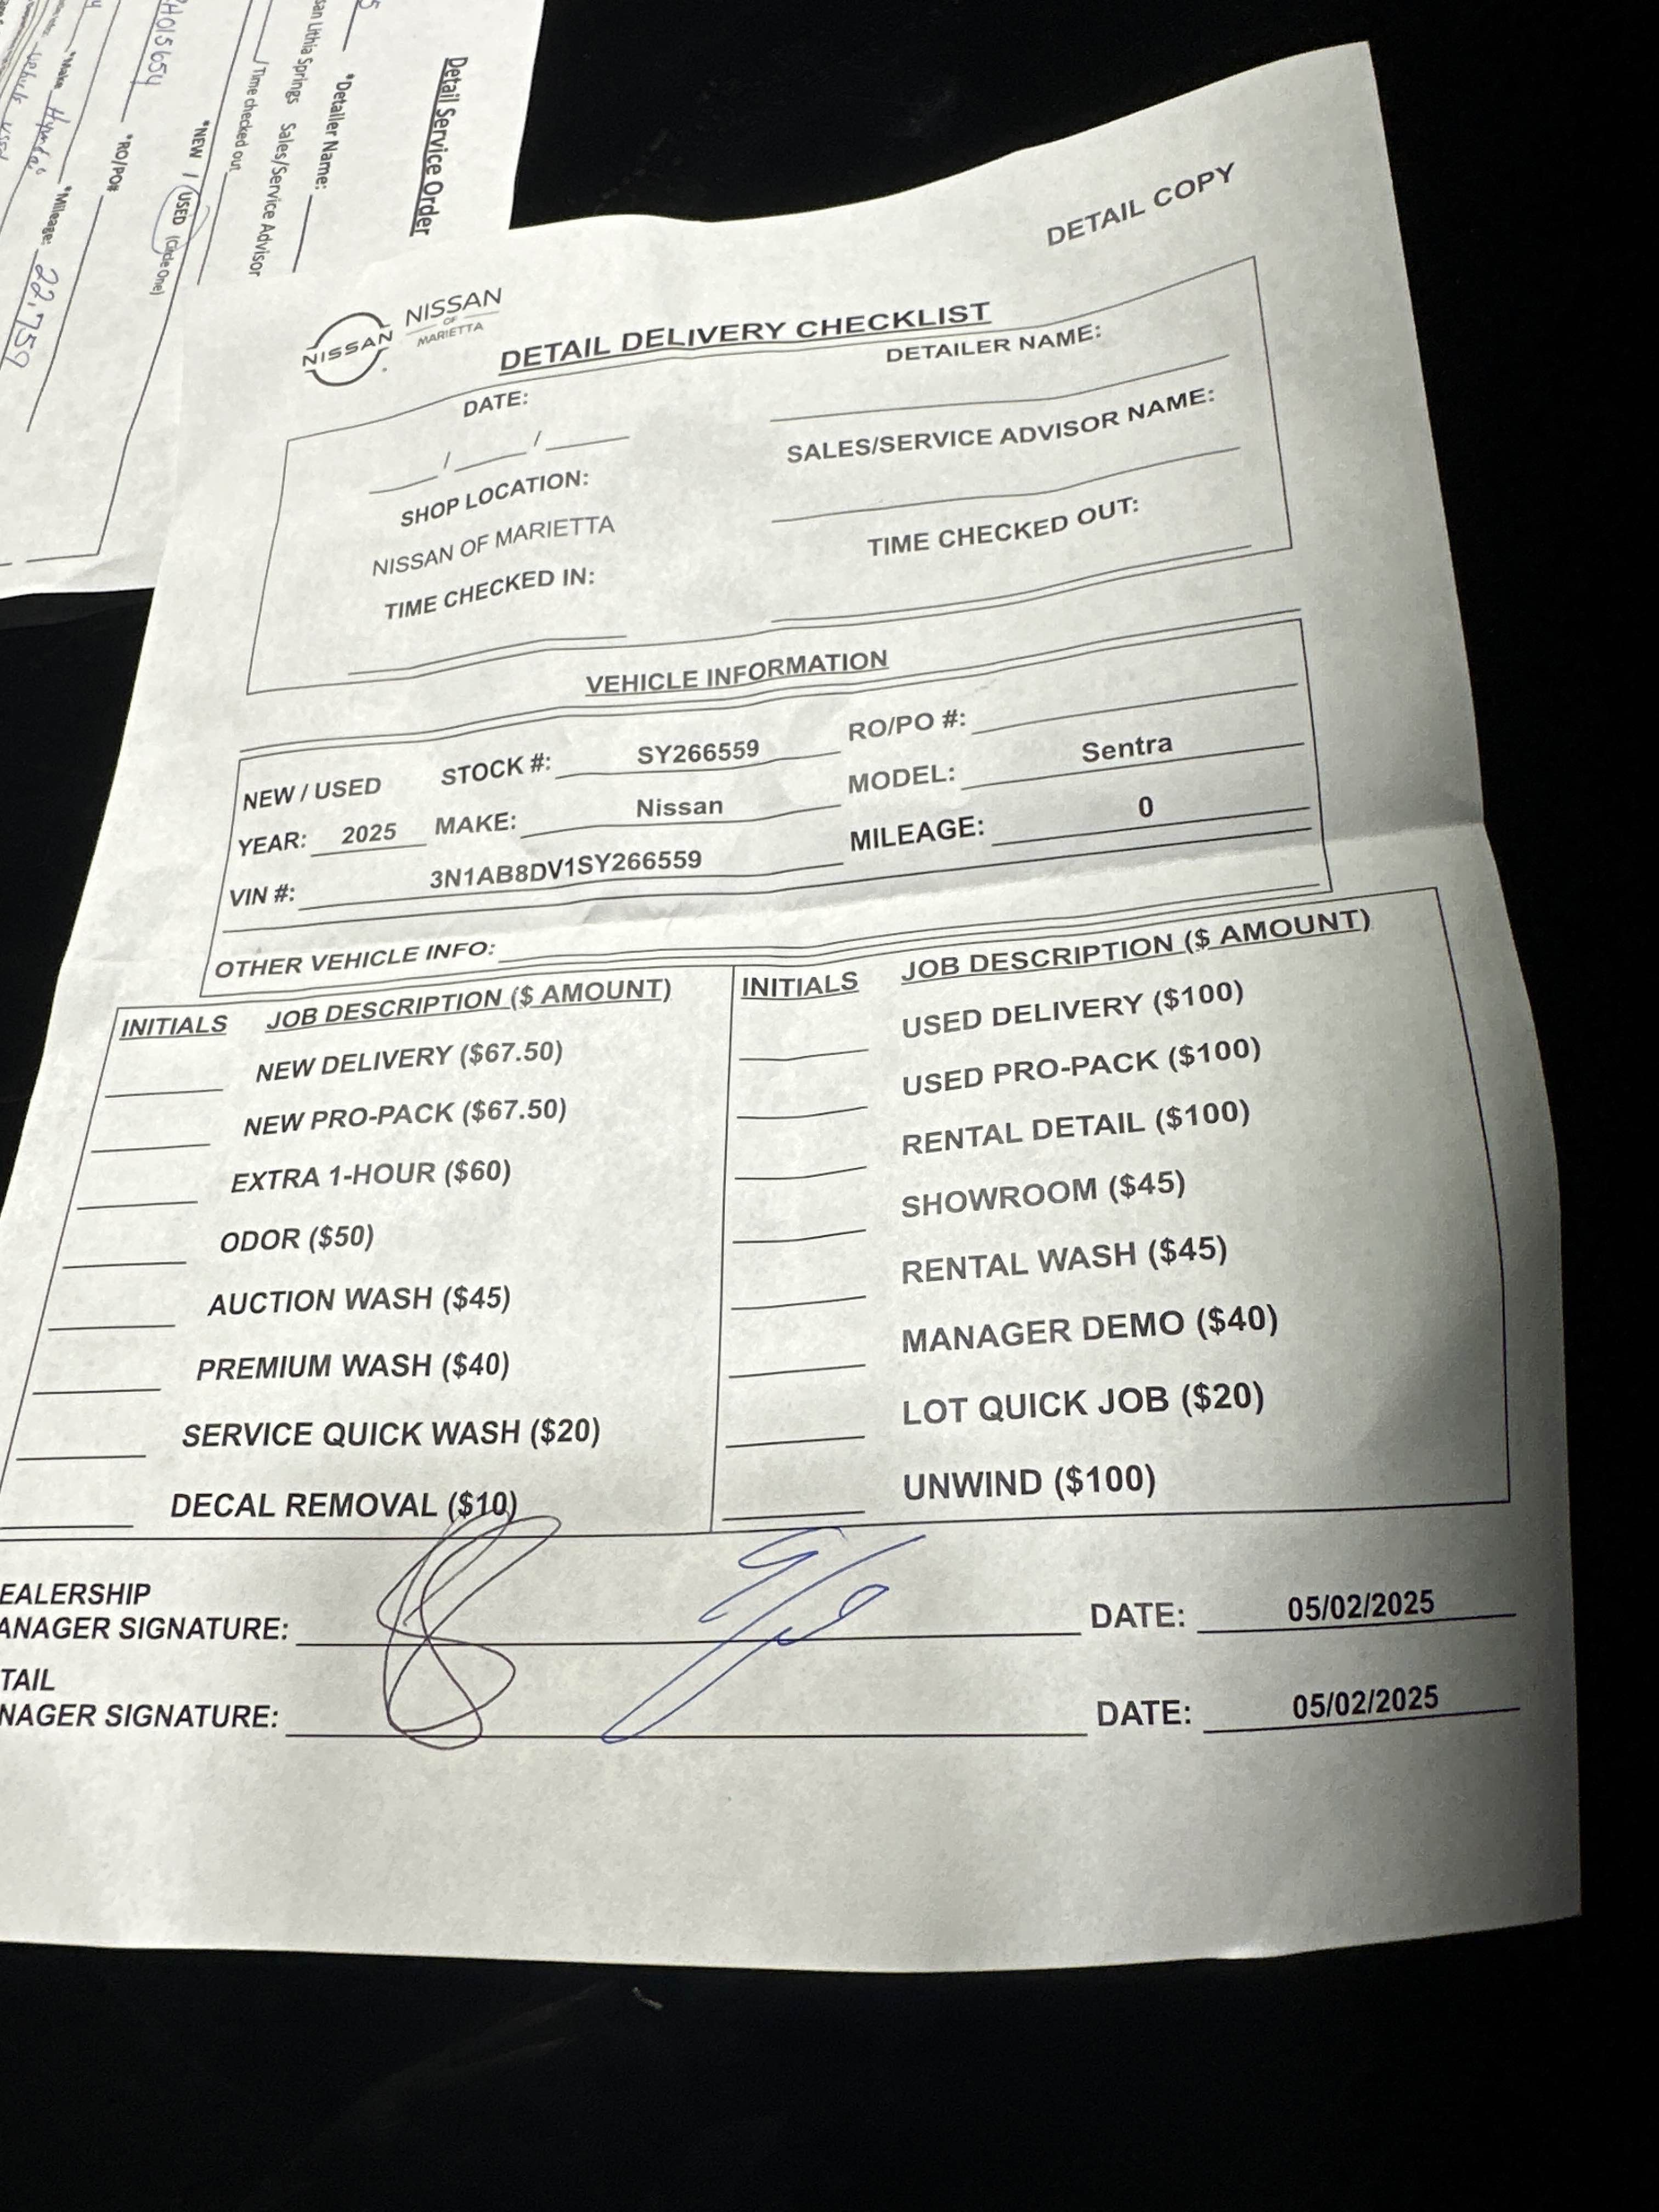 Detail Service Order
*Detailer Name:
san Lithia Springs Sales/Service Advisor
Time checked out
*NEW / USED (Circle One)
H015654 *RO/PO#
*Make Hyundai *Mileage: 22,759
DETAIL COPY
NISSAN
NISSAN
OF
MARIETTA
DETAIL DELIVERY CHECKLIST
DATE: DETAILER NAME:
/ /
SHOP LOCATION: SALES/SERVICE ADVISOR NAME:
NISSAN OF MARIETTA
TIME CHECKED IN: TIME CHECKED OUT:
VEHICLE INFORMATION
NEW / USED STOCK #: SY266559 RO/PO #:
YEAR: 2025 MAKE: Nissan MODEL: Sentra
VIN #: 3N1AB8DV1SY266559 MILEAGE: 0
OTHER VEHICLE INFO:
INITIALS JOB DESCRIPTION ($ AMOUNT) INITIALS JOB DESCRIPTION ($ AMOUNT)
NEW DELIVERY ($67.50) USED DELIVERY ($100)
NEW PRO-PACK ($67.50) USED PRO-PACK ($100)
EXTRA 1-HOUR ($60) RENTAL DETAIL ($100)
ODOR ($50) SHOWROOM ($45)
AUCTION WASH ($45) RENTAL WASH ($45)
PREMIUM WASH ($40) MANAGER DEMO ($40)
SERVICE QUICK WASH ($20) LOT QUICK JOB ($20)
DECAL REMOVAL ($10) UNWIND ($100)
EALERSHIP
ANAGER SIGNATURE: DATE: 05/02/2025
TAIL
NAGER SIGNATURE: DATE: 05/02/2025